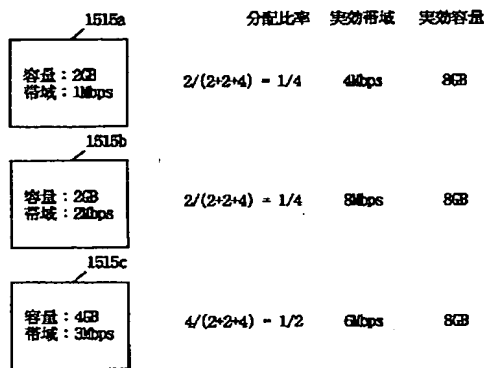 1515a
分配比率 実効帯域 実効容量
容量：2GB
帯域：1Mbps
2/(2+2+4) = 1/4 4Mbps 8GB
1515b
容量：2GB
帯域：2Mbps
2/(2+2+4) = 1/4 8Mbps 8GB
1515c
容量：4GB
帯域：3Mbps
4/(2+2+4) = 1/2 6Mbps 8GB